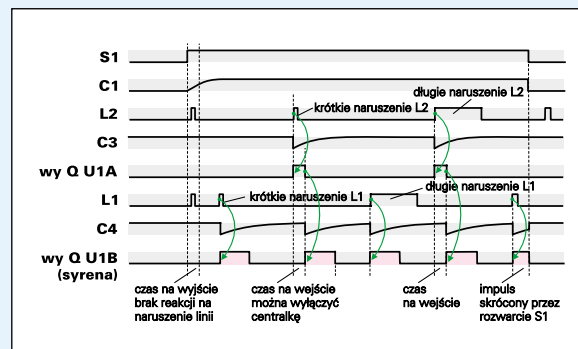 S1
C1
długie naruszenie L2
L2
krótkie naruszenie L2
C3
wy Q U1A
długie naruszenie L1
L1
krótkie naruszenie L1
C4
wy Q U1B
(syrena)
czas na wyjście
brak reakcji na
naruszenie linii
czas na wejście
można wyłączyć
centralkę
czas
na wejście
impuls
skrócony przez
rozwarcie S1